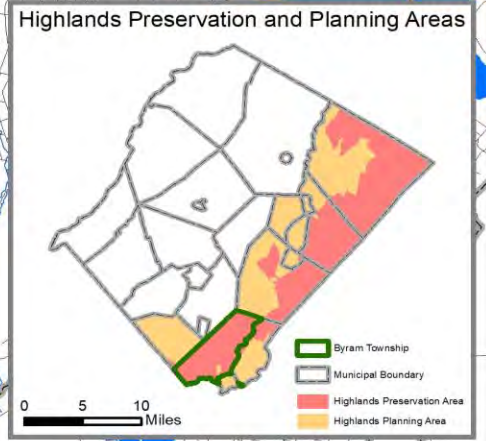 Highlands Preservation and Planning Areas
Byram Township
Municipal Boundary
Highlands Preservation Area
Highlands Planning Area
0 5 10
Miles